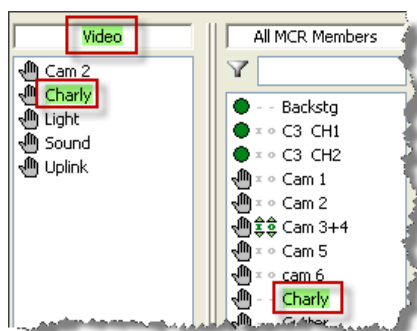 Video
Cam 2
Charly
Light
Sound
Uplink
All MCR Members
Backstg
C3 CH1
C3 CH2
Cam 1
Cam 2
Cam 3+4
Cam 5
cam 6
Charly